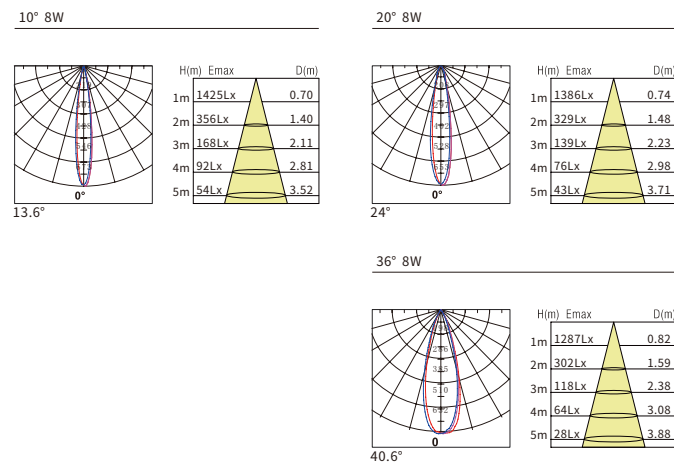 10° 8W
H(m) Emax D(m)
1m 1425Lx 0.70
2m 356Lx 1.40
3m 168Lx 2.11
4m 92Lx 2.81
5m 54Lx 3.52
0°
13.6°
20° 8W
H(m) Emax D(m)
1m 1386Lx 0.74
2m 329Lx 1.48
3m 139Lx 2.23
4m 76Lx 2.98
5m 43Lx 3.71
0°
24°
36° 8W
H(m) Emax D(m)
1m 1287Lx 0.82
2m 302Lx 1.59
3m 118Lx 2.38
4m 64Lx 3.08
5m 28Lx 3.88
510
0
40.6°